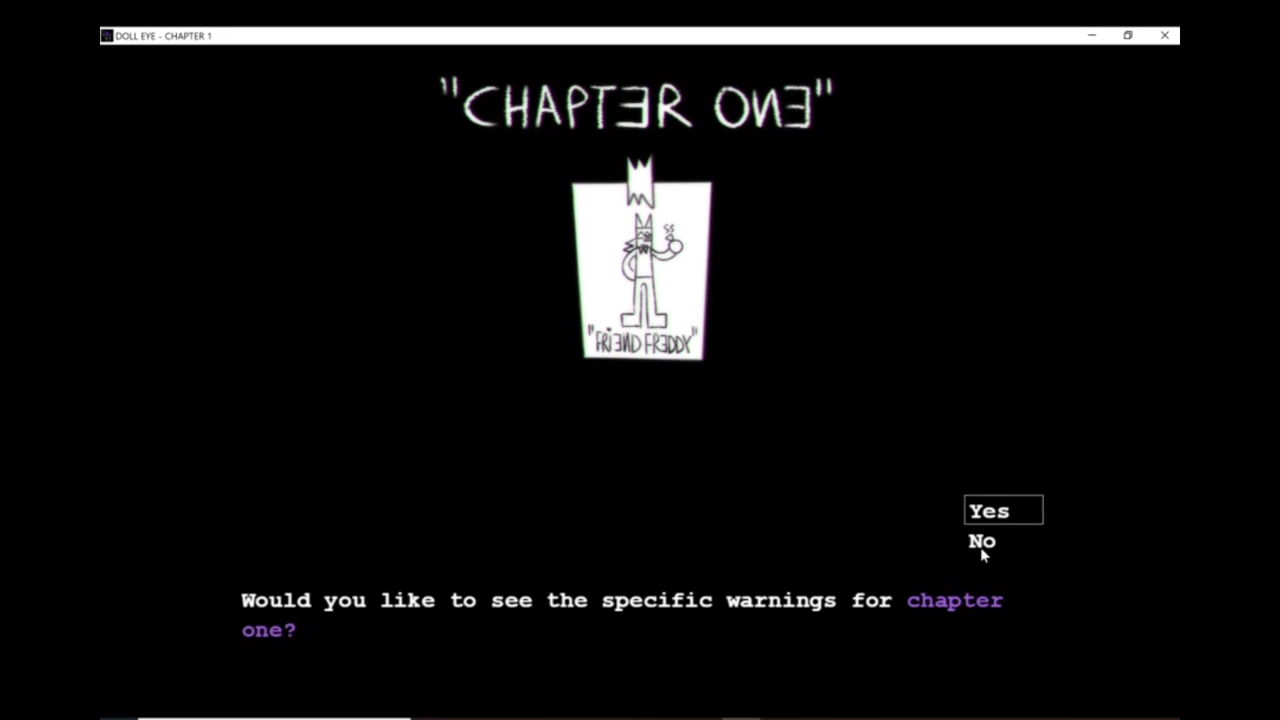 DOLL EYE - CHAPTER 1
"CHAPTƎR ONƎ"
"FRiƎND FRƎDDY"
Yes
No
Would you like to see the specific warnings for chapter
one?